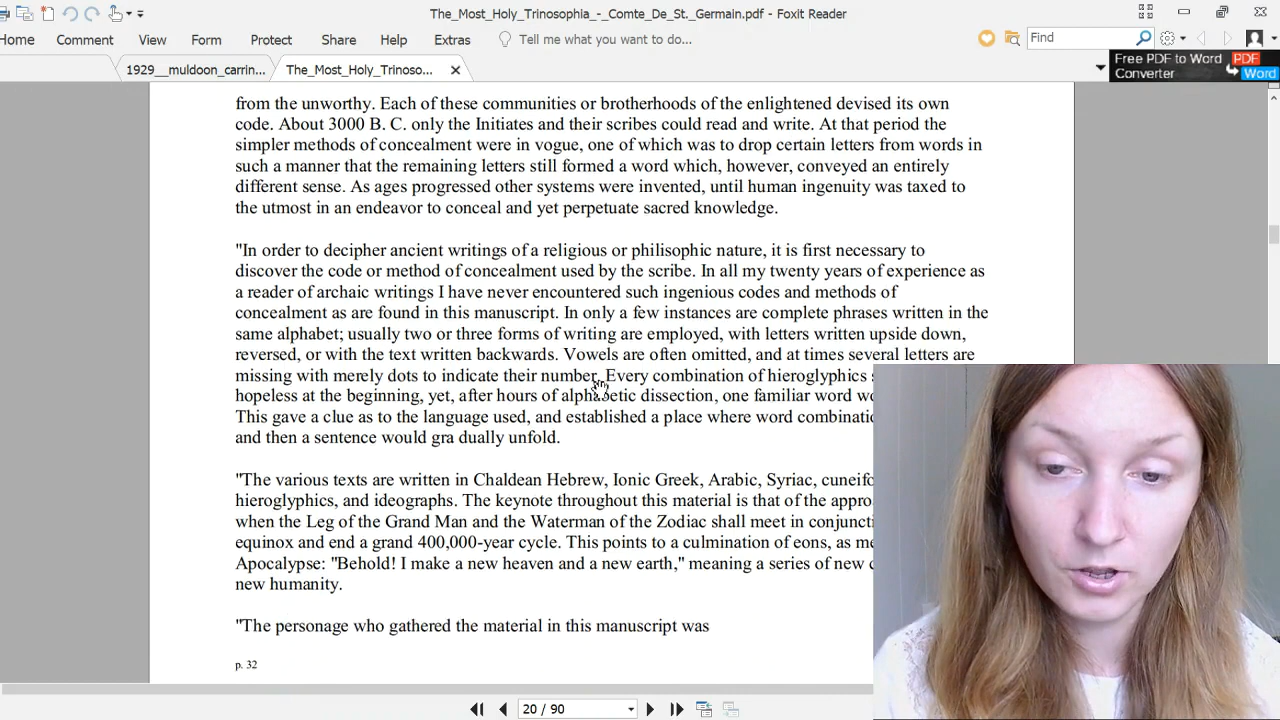 The_Most_Holy_Trinosophia_-_Comte_De_St._Germain.pdf - Foxit Reader
Home Comment View Form Protect Share Help Extras Tell me what you want to do... Find
1929__muldoon_carrin... The_Most_Holy_Trinoso... Free PDF to Word Converter PDF Word
from the unworthy. Each of these communities or brotherhoods of the enlightened devised its own
code. About 3000 B. C. only the Initiates and their scribes could read and write. At that period the
simpler methods of concealment were in vogue, one of which was to drop certain letters from words in
such a manner that the remaining letters still formed a word which, however, conveyed an entirely
different sense. As ages progressed other systems were invented, until human ingenuity was taxed to
the utmost in an endeavor to conceal and yet perpetuate sacred knowledge.
"In order to decipher ancient writings of a religious or philisophic nature, it is first necessary to
discover the code or method of concealment used by the scribe. In all my twenty years of experience as
a reader of archaic writings I have never encountered such ingenious codes and methods of
concealment as are found in this manuscript. In only a few instances are complete phrases written in the
same alphabet; usually two or three forms of writing are employed, with letters written upside down,
reversed, or with the text written backwards. Vowels are often omitted, and at times several letters are
missing with merely dots to indicate their number. Every combination of hieroglyphics
hopeless at the beginning, yet, after hours of alphabetic dissection, one familiar word
This gave a clue as to the language used, and established a place where word
and then a sentence would gra dually unfold.
"The various texts are written in Chaldean Hebrew, Ionic Greek, Arabic, Syriac,
hieroglyphics, and ideographs. The keynote throughout this material is that of the
when the Leg of the Grand Man and the Waterman of the Zodiac shall meet in
equinox and end a grand 400,000-year cycle. This points to a culmination of eons, as
Apocalypse: "Behold! I make a new heaven and a new earth," meaning a series of new
new humanity.
"The personage who gathered the material in this manuscript was
p. 32
20 / 90